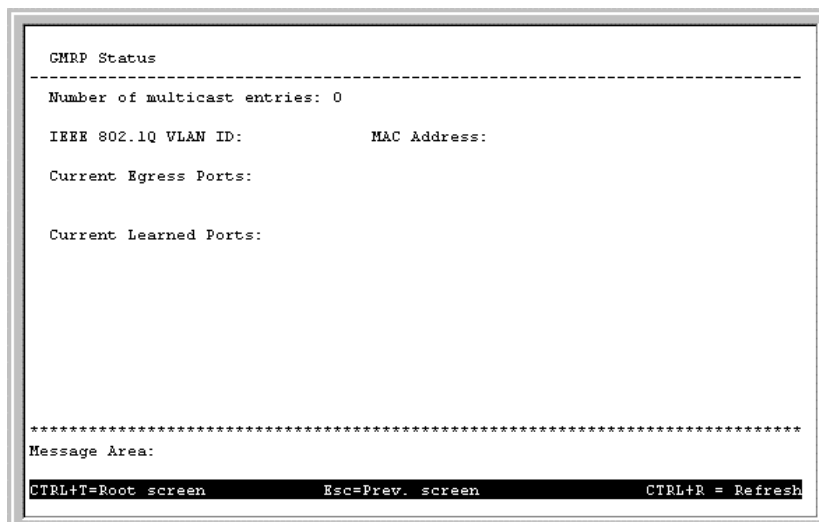 GMRP Status
--------------------------------------------------------------------------------
Number of multicast entries: 0
IEEE 802.1Q VLAN ID: MAC Address:
Current Egress Ports:
Current Learned Ports:
********************************************************************************
Message Area:
CTRL+T=Root screen Esc=Prev. screen CTRL+R = Refresh